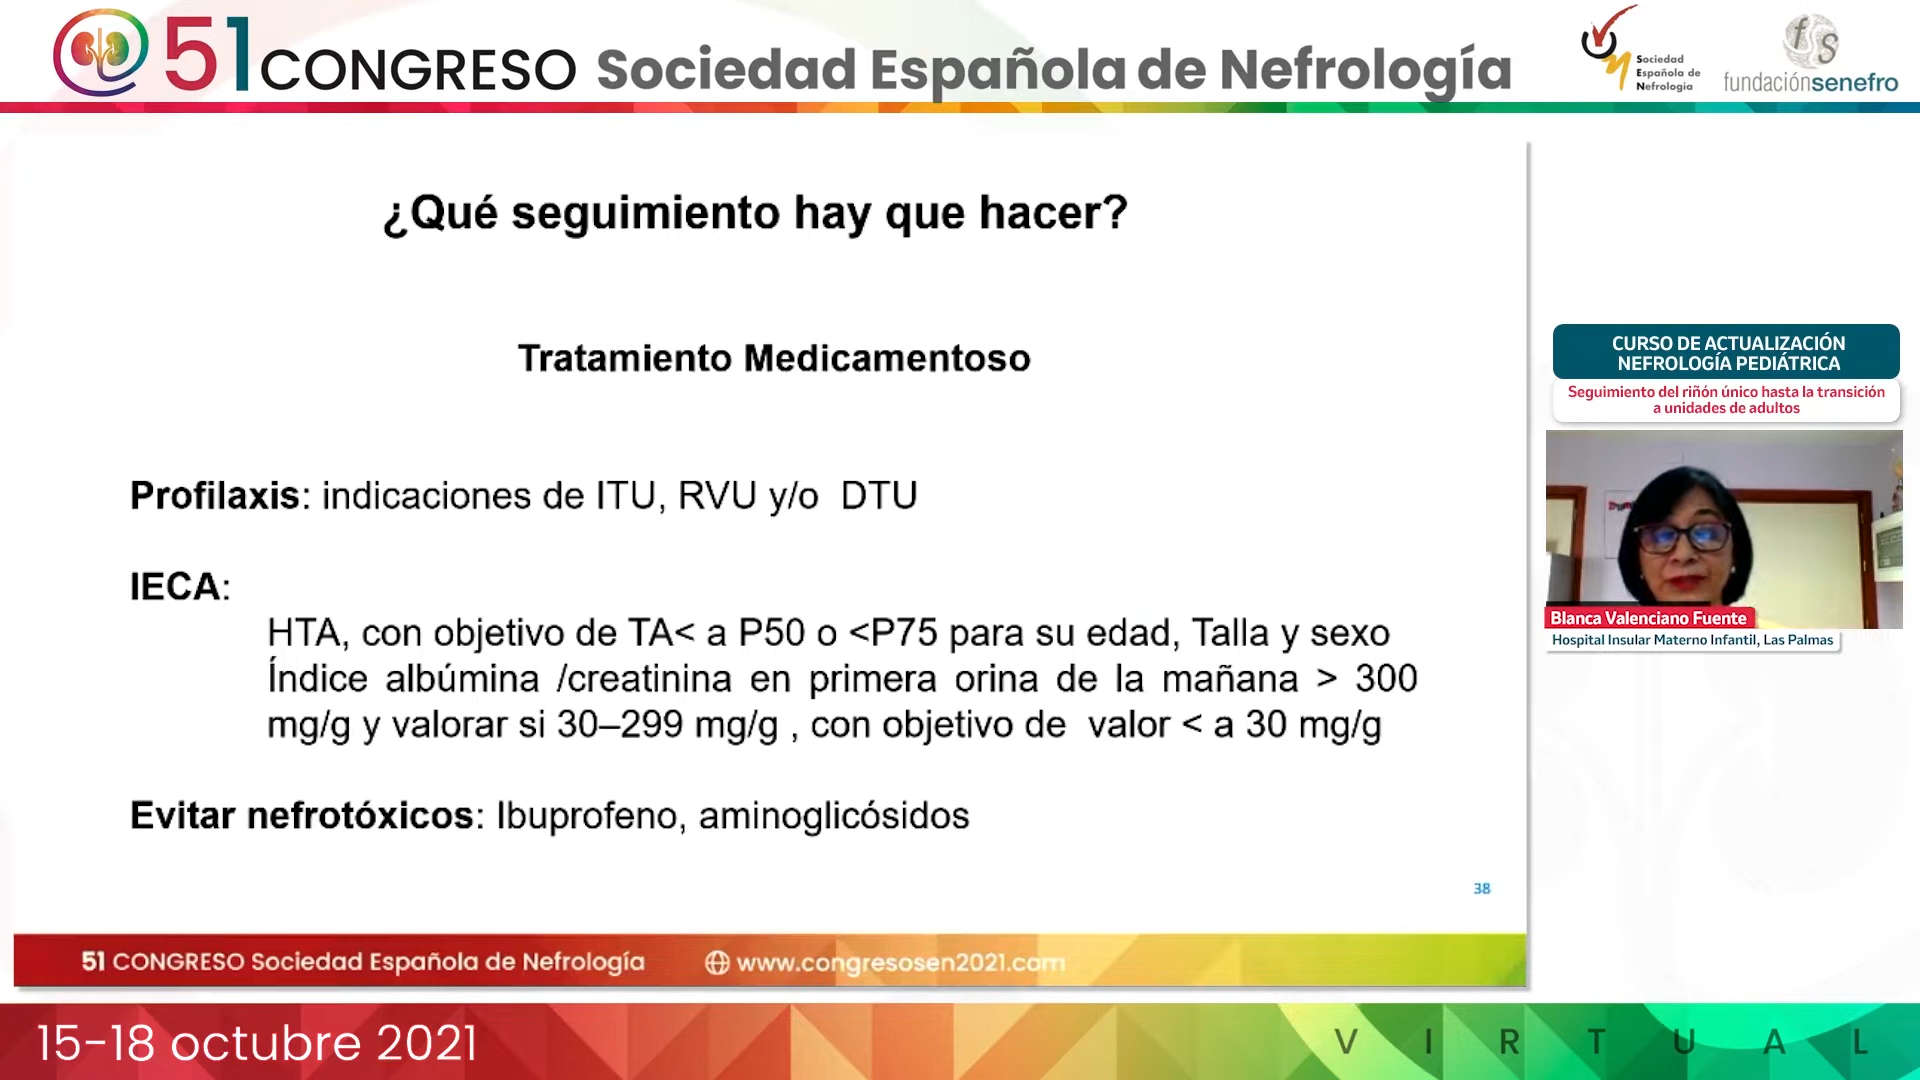 51 CONGRESO Sociedad Española de Nefrología
Sociedad
Española de
Nefrología
fs
fundaciónsenefro
¿Qué seguimiento hay que hacer?
Tratamiento Medicamentoso
Profilaxis: indicaciones de ITU, RVU y/o DTU
IECA:
HTA, con objetivo de TA< a P50 o <P75 para su edad, Talla y sexo
Índice albúmina /creatinina en primera orina de la mañana > 300
mg/g y valorar si 30–299 mg/g , con objetivo de valor < a 30 mg/g
Evitar nefrotóxicos: Ibuprofeno, aminoglicósidos
38
51 CONGRESO Sociedad Española de Nefrología www.congresosen2021.com
CURSO DE ACTUALIZACIÓN
NEFROLOGÍA PEDIÁTRICA
Seguimiento del riñón único hasta la transición
a unidades de adultos
Blanca Valenciano Fuente
Hospital Insular Materno Infantil, Las Palmas
15-18 octubre 2021
VIRTUAL